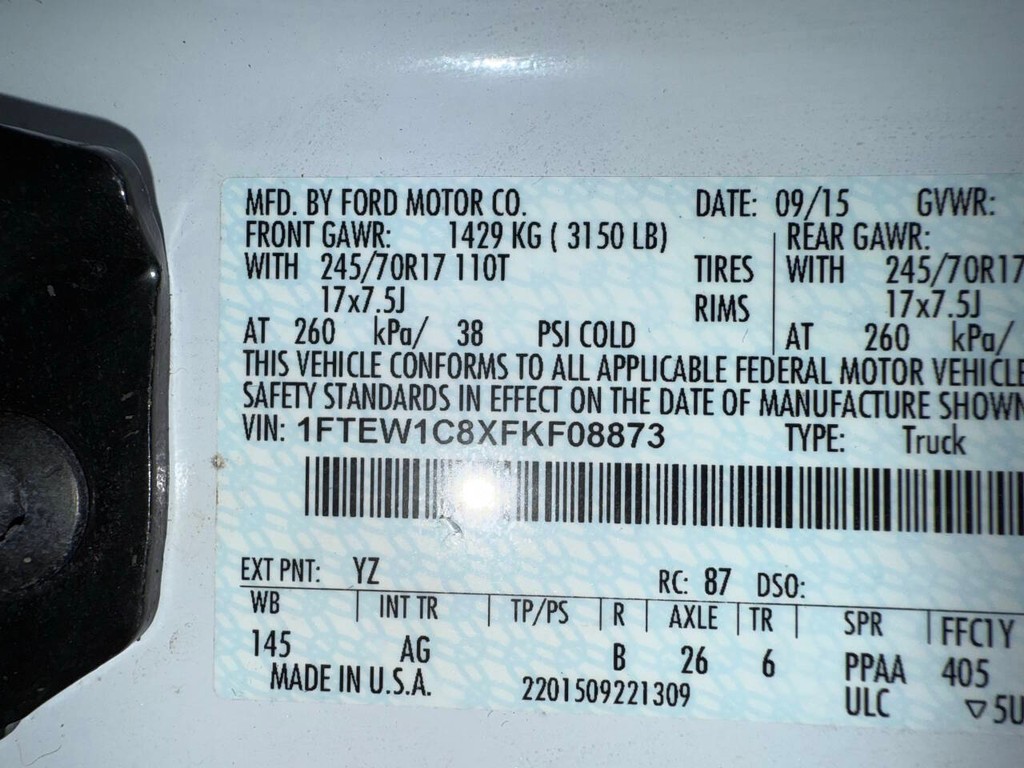 MFD. BY FORD MOTOR CO. DATE: 09/15 GVWR:
FRONT GAWR: 1429 KG ( 3150 LB) REAR GAWR:
WITH 245/70R17 110T TIRES WITH 245/70R17
17x7.5J RIMS 17x7.5J
AT 260 kPa/ 38 PSI COLD AT 260 kPa/
THIS VEHICLE CONFORMS TO ALL APPLICABLE FEDERAL MOTOR VEHICLE
SAFETY STANDARDS IN EFFECT ON THE DATE OF MANUFACTURE SHOWN
VIN: 1FTEW1C8XFKF08873 TYPE: Truck
EXT PNT: YZ RC: 87 DSO:
WB | INT TR | TP/PS | R | AXLE | TR | SPR | FFC1Y
145 AG B 26 6 PPAA 405
MADE IN U.S.A. 2201509221309 ULC ▽5U